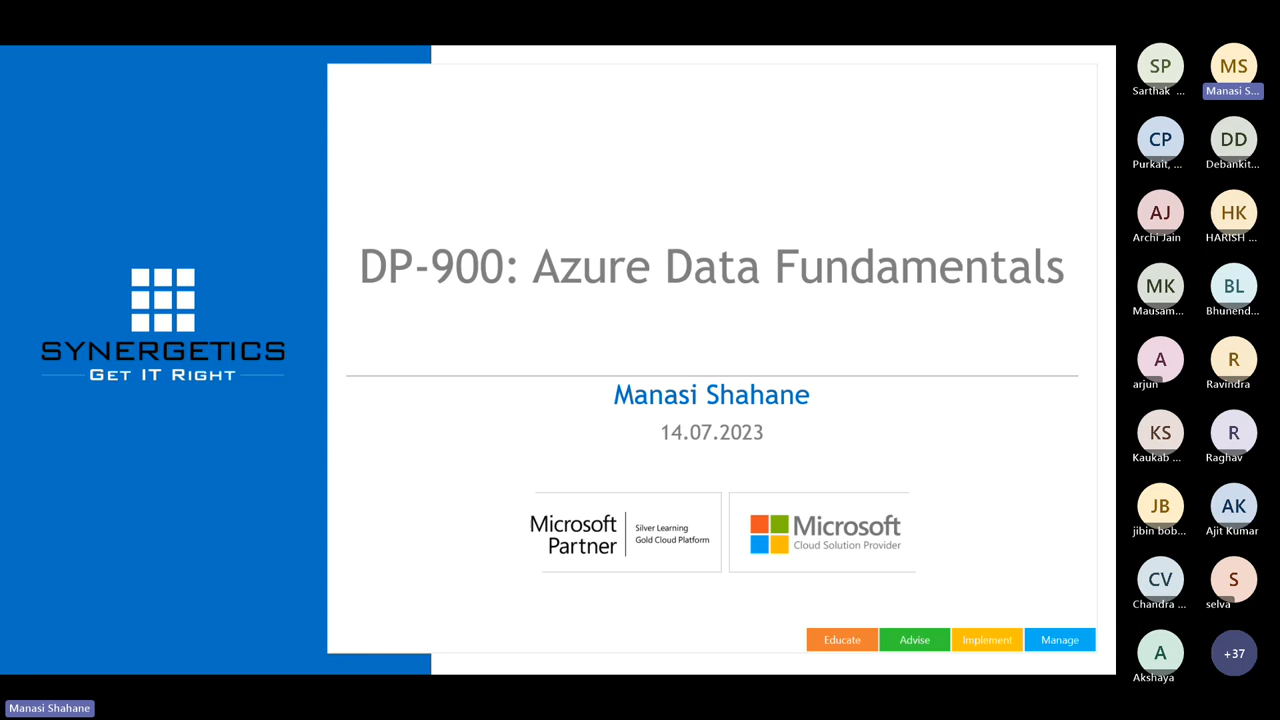 DP-900: Azure Data Fundamentals
SYNERGETICS
GET IT RIGHT
Manasi Shahane
14.07.2023
Microsoft
Partner
Silver Learning
Gold Cloud Platform
Microsoft
Cloud Solution Provider
Educate
Advise
Implement
Manage
SP
Sarthak ...
MS
Manasi S...
CP
Purkait, ...
DD
Debankit...
AJ
Archi Jain
HK
HARISH ...
MK
Mausam...
BL
Bhunend...
A
arjun
R
Ravindra
KS
Kaukab ...
R
Raghav
JB
jibin bob...
AK
Ajit Kumar
CV
Chandra ...
S
selva
A
Akshaya
+37
Manasi Shahane